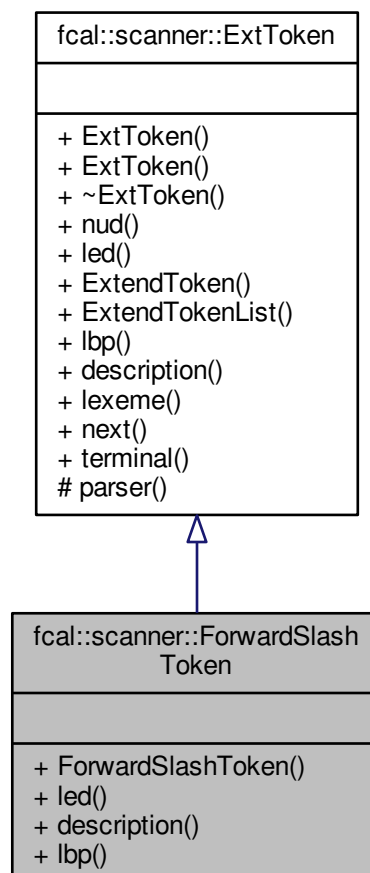 fcal::scanner::ExtToken
+ ExtToken()
+ ExtToken()
+ ~ExtToken()
+ nud()
+ led()
+ ExtendToken()
+ ExtendTokenList()
+ lbp()
+ description()
+ lexeme()
+ next()
+ terminal()
# parser()
fcal::scanner::ForwardSlash
Token
+ ForwardSlashToken()
+ led()
+ description()
+ lbp()